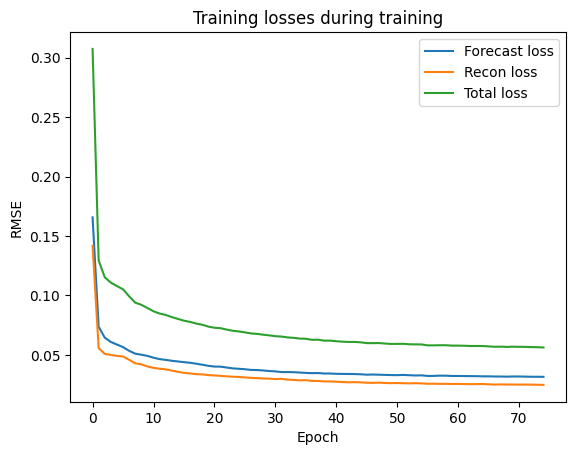 Training losses during training
Forecast loss
Recon loss
Total loss
0.30
0.25
0.20
0.15
0.10
0.05
RMSE
0 10 20 30 40 50 60 70
Epoch